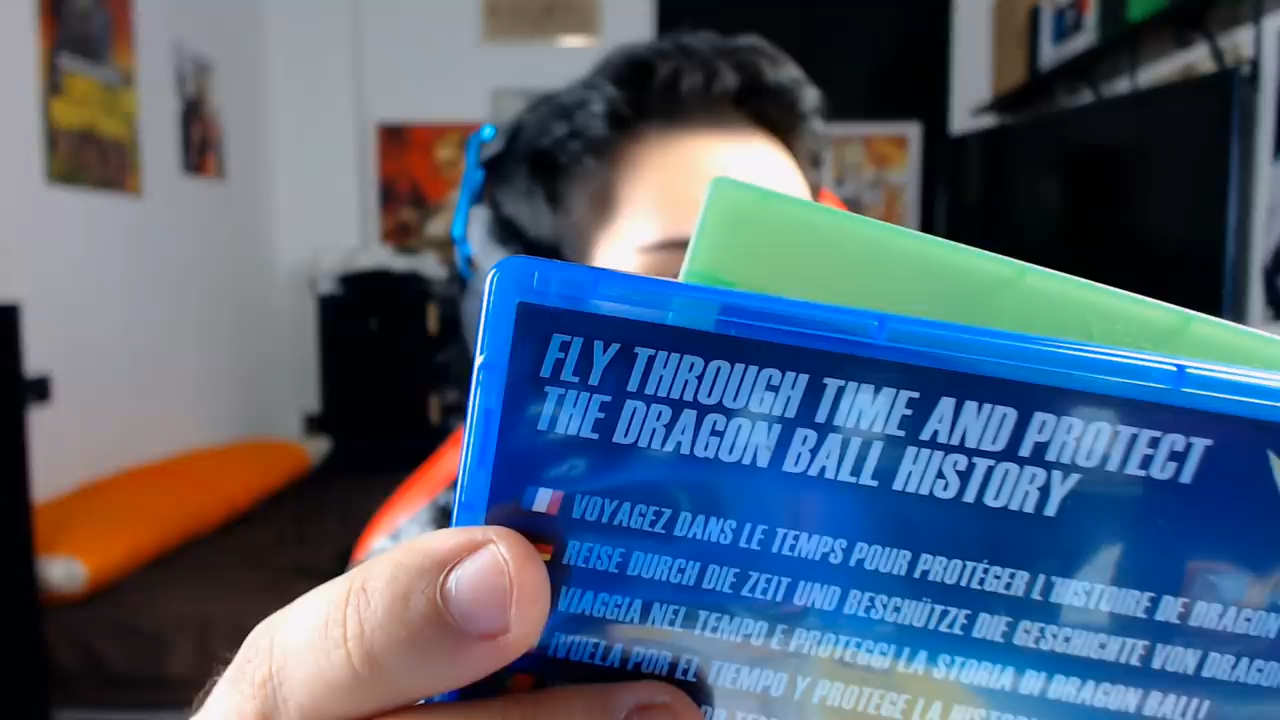 FLY THROUGH TIME AND PROTECT
THE DRAGON BALL HISTORY
VOYAGEZ DANS LE TEMPS POUR PROTÉGER L'HISTOIRE DE DRAGON
REISE DURCH DIE ZEIT UND BESCHÜTZE DIE GESCHICHTE VON DRAGO
VIAGGIA NEL TEMPO E PROTEGGI LA STORIA DI DRAGON BALL!
POR EL TIEMPO Y PROTEGE LA